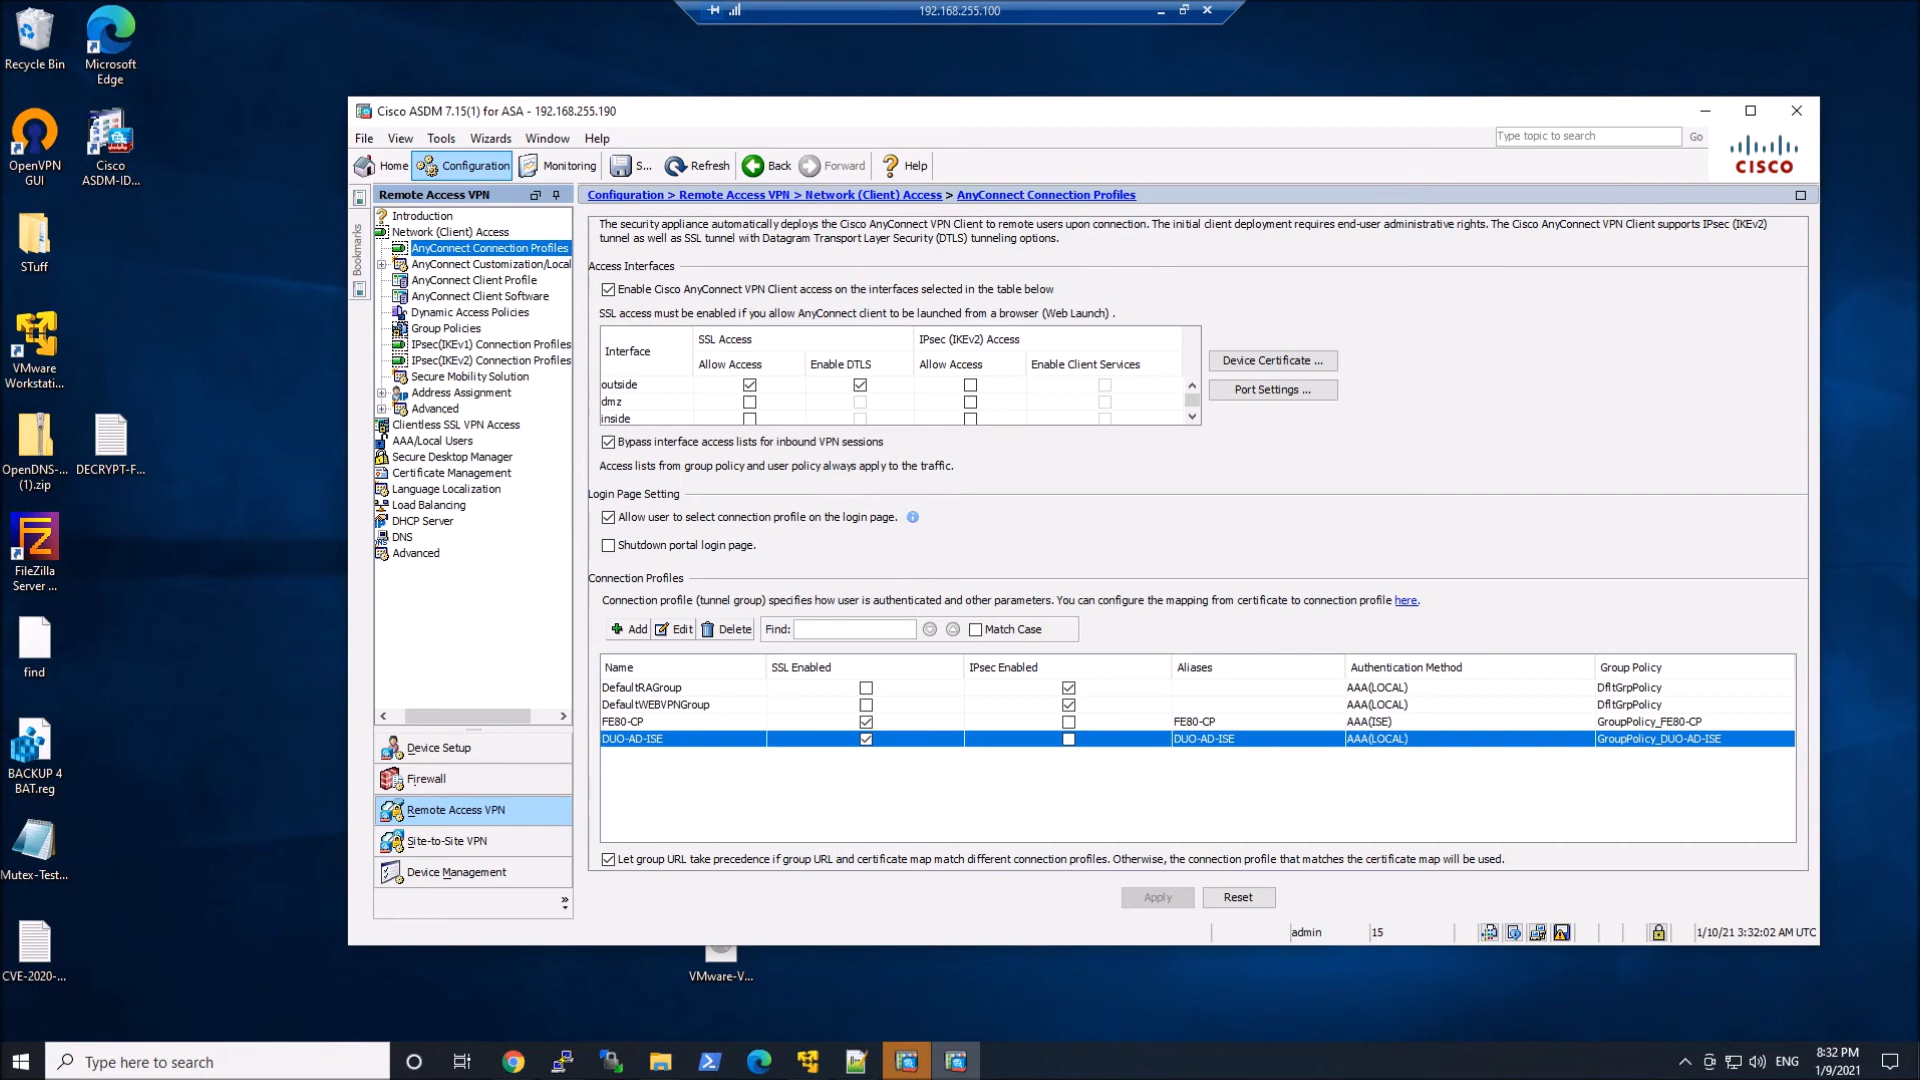 192.168.255.100
Recycle Bin
Microsoft
Edge
OpenVPN
GUI
Cisco
ASDM-ID...
STuff
VMware
Workstati...
OpenDNS-...
(1).zip
DECRYPT-F...
FileZilla
Server ...
find
BACKUP 4
BAT.reg
Mutex-Test...
CVE-2020-...
VMware-V...
Cisco ASDM 7.15(1) for ASA - 192.168.255.190
File View Tools Wizards Window Help
Type topic to search Go
CISCO
Home Configuration Monitoring S... Refresh Back Forward Help
Bookmarks
Remote Access VPN
Introduction
Network (Client) Access
AnyConnect Connection Profiles
AnyConnect Customization/Local
AnyConnect Client Profile
AnyConnect Client Software
Dynamic Access Policies
Group Policies
IPsec(IKEv1) Connection Profiles
IPsec(IKEv2) Connection Profiles
Secure Mobility Solution
Address Assignment
Advanced
Clientless SSL VPN Access
AAA/Local Users
Secure Desktop Manager
Certificate Management
Language Localization
Load Balancing
DHCP Server
DNS
Advanced
Device Setup
Firewall
Remote Access VPN
Site-to-Site VPN
Device Management
Configuration > Remote Access VPN > Network (Client) Access > AnyConnect Connection Profiles
The security appliance automatically deploys the Cisco AnyConnect VPN Client to remote users upon connection. The initial client deployment requires end-user administrative rights. The Cisco AnyConnect VPN Client supports IPsec (IKEv2)
tunnel as well as SSL tunnel with Datagram Transport Layer Security (DTLS) tunneling options.
Access Interfaces
Enable Cisco AnyConnect VPN Client access on the interfaces selected in the table below
SSL access must be enabled if you allow AnyConnect client to be launched from a browser (Web Launch) .
Interface SSL Access IPsec (IKEv2) Access
Allow Access Enable DTLS Allow Access Enable Client Services
outside
dmz
inside
Device Certificate ...
Port Settings ...
Bypass interface access lists for inbound VPN sessions
Access lists from group policy and user policy always apply to the traffic.
Login Page Setting
Allow user to select connection profile on the login page.
Shutdown portal login page.
Connection Profiles
Connection profile (tunnel group) specifies how user is authenticated and other parameters. You can configure the mapping from certificate to connection profile here.
Add Edit Delete Find: Match Case
Name SSL Enabled IPsec Enabled Aliases Authentication Method Group Policy
DefaultRAGroup AAA(LOCAL) DfltGrpPolicy
DefaultWEBVPNGroup AAA(LOCAL) DfltGrpPolicy
FE80-CP FE80-CP AAA(ISE) GroupPolicy_FE80-CP
DUO-AD-ISE DUO-AD-ISE AAA(LOCAL) GroupPolicy_DUO-AD-ISE
Let group URL take precedence if group URL and certificate map match different connection profiles. Otherwise, the connection profile that matches the certificate map will be used.
Apply Reset
admin 15 1/10/21 3:32:02 AM UTC
Type here to search
ENG
8:32 PM
1/9/2021